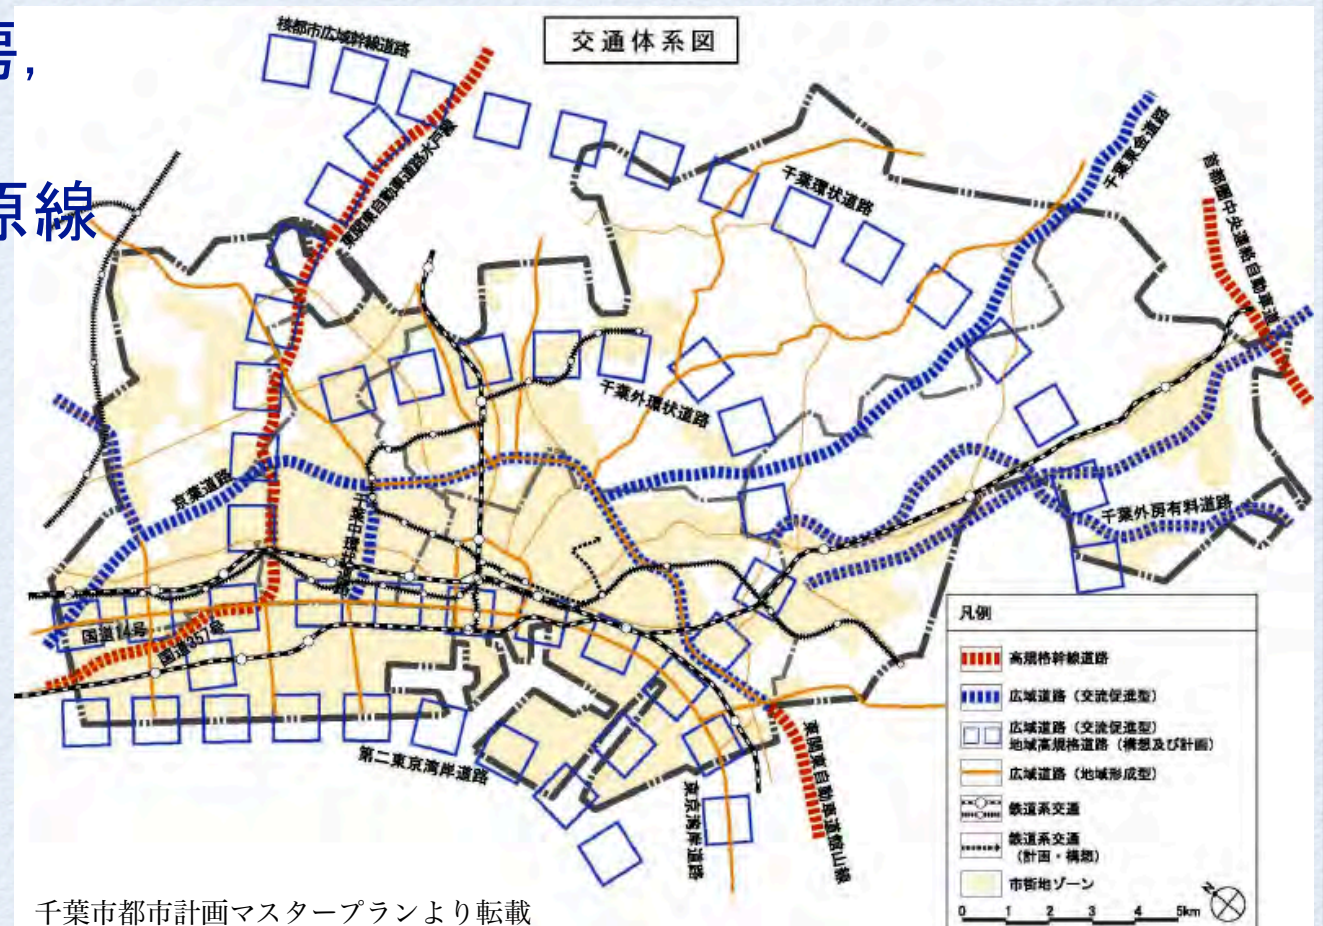 号,
原線
交通体系図
核都市広域幹線道路
東関東自動車道路水戸線
千葉環状道路
千葉東金道路
首都圏中央連絡自動車道
千葉外環状道路
京葉道路
千葉外房有料道路
国道14号
国道357号
第二東京湾岸道路
東京湾岸道路
東関東自動車道館山線
凡例
高規格幹線道路
広域道路（交流促進型）
広域道路（交流促進型）
地域高規格道路（構想及び計画）
広域道路（地域形成型）
鉄道系交通
鉄道系交通
（計画・構想）
市街地ゾーン
N
0 1 2 3 4 5km
千葉市都市計画マスタープランより転載